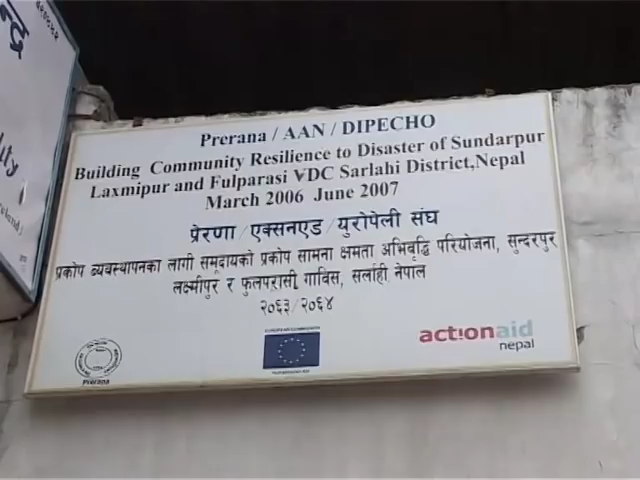 Prerana / AAN / DIPECHO
Building Community Resilience to Disaster of Sundarpur
Laxmipur and Fulparasi VDC Sarlahi District,Nepal
March 2006 June 2007
प्रेरणा / एक्सनएड / युरोपेली संघ
प्रकोप व्यवस्थापनका लागी समूदायको प्रकोप सामना क्षमता अभिवृद्धि परियोजना, सुन्दरपुर
लक्ष्मीपुर र फुलपरासी गाविस, सर्लाही नेपाल
२०६३/२०६४
Prerana
actionaid
nepal